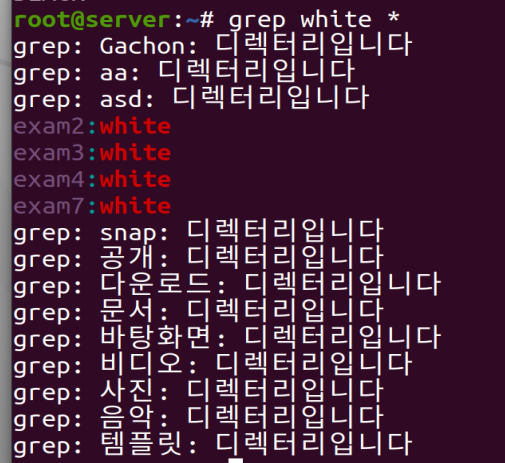 root@server:~# grep white *
grep: Gachon: 디렉터리입니다
grep: aa: 디렉터리입니다
grep: asd: 디렉터리입니다
exam2:white
exam3:white
exam4:white
exam7:white
grep: snap: 디렉터리입니다
grep: 공개: 디렉터리입니다
grep: 다운로드: 디렉터리입니다
grep: 문서: 디렉터리입니다
grep: 바탕화면: 디렉터리입니다
grep: 비디오: 디렉터리입니다
grep: 사진: 디렉터리입니다
grep: 음악: 디렉터리입니다
grep: 템플릿: 디렉터리입니다